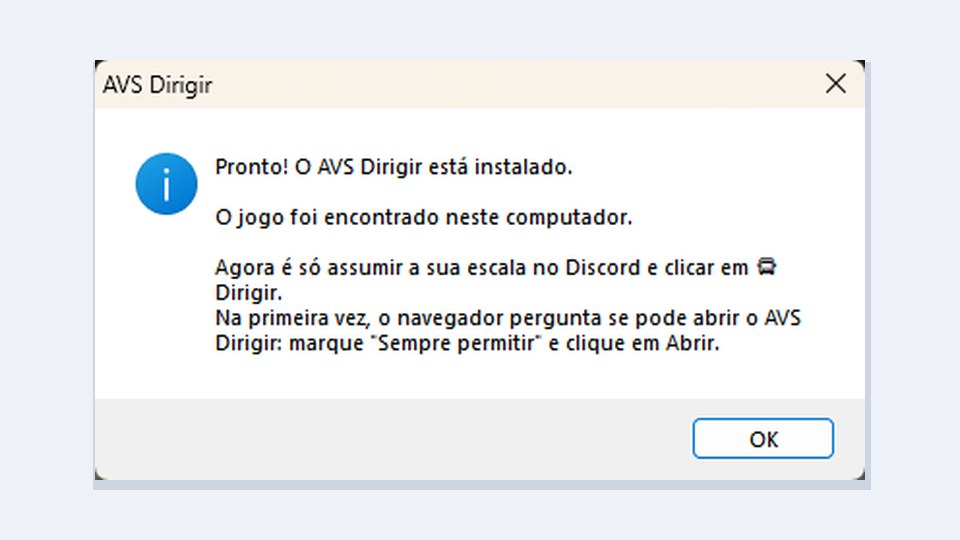 AVS Dirigir
Pronto! O AVS Dirigir está instalado.
O jogo foi encontrado neste computador.
Agora é só assumir a sua escala no Discord e clicar em 🚍
Dirigir.
Na primeira vez, o navegador pergunta se pode abrir o AVS
Dirigir: marque "Sempre permitir" e clique em Abrir.
OK